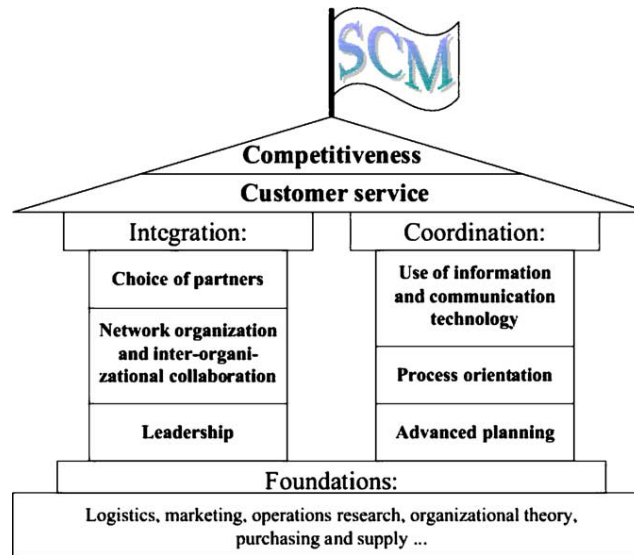 SCM
Competitiveness
Customer service
Integration:
Choice of partners
Network organization
and inter-organi-
zational collaboration
Leadership
Coordination:
Use of information
and communication
technology
Process orientation
Advanced planning
Foundations:
Logistics, marketing, operations research, organizational theory,
purchasing and supply ...